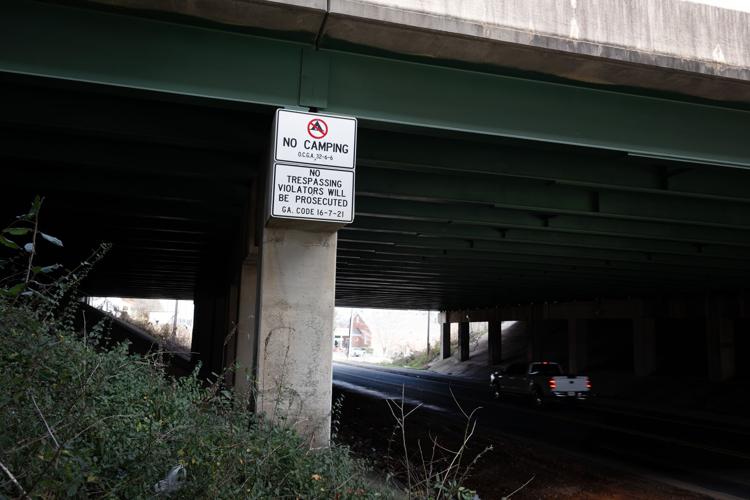 NO CAMPING
O.C.G.A. 32-6-6
NO
TRESPASSING
VIOLATORS WILL
BE PROSECUTED
GA. CODE 16-7-21